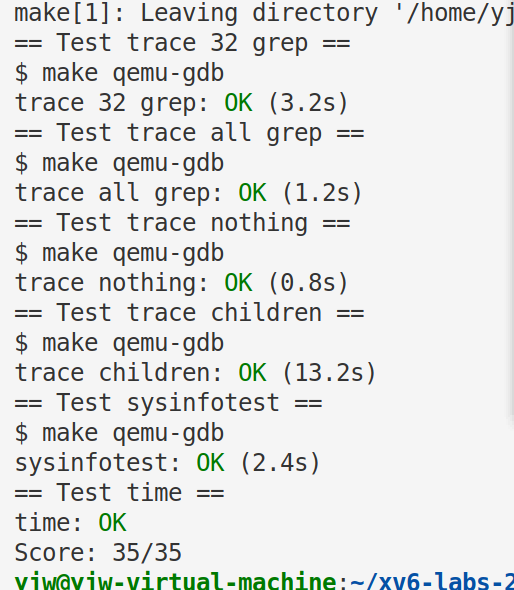 make[1]: Leaving directory '/home/yj
== Test trace 32 grep ==
$ make qemu-gdb
trace 32 grep: OK (3.2s)
== Test trace all grep ==
$ make qemu-gdb
trace all grep: OK (1.2s)
== Test trace nothing ==
$ make qemu-gdb
trace nothing: OK (0.8s)
== Test trace children ==
$ make qemu-gdb
trace children: OK (13.2s)
== Test sysinfotest ==
$ make qemu-gdb
sysinfotest: OK (2.4s)
== Test time ==
time: OK
Score: 35/35
yjw@yjw-virtual-machine:~/xv6-labs-2